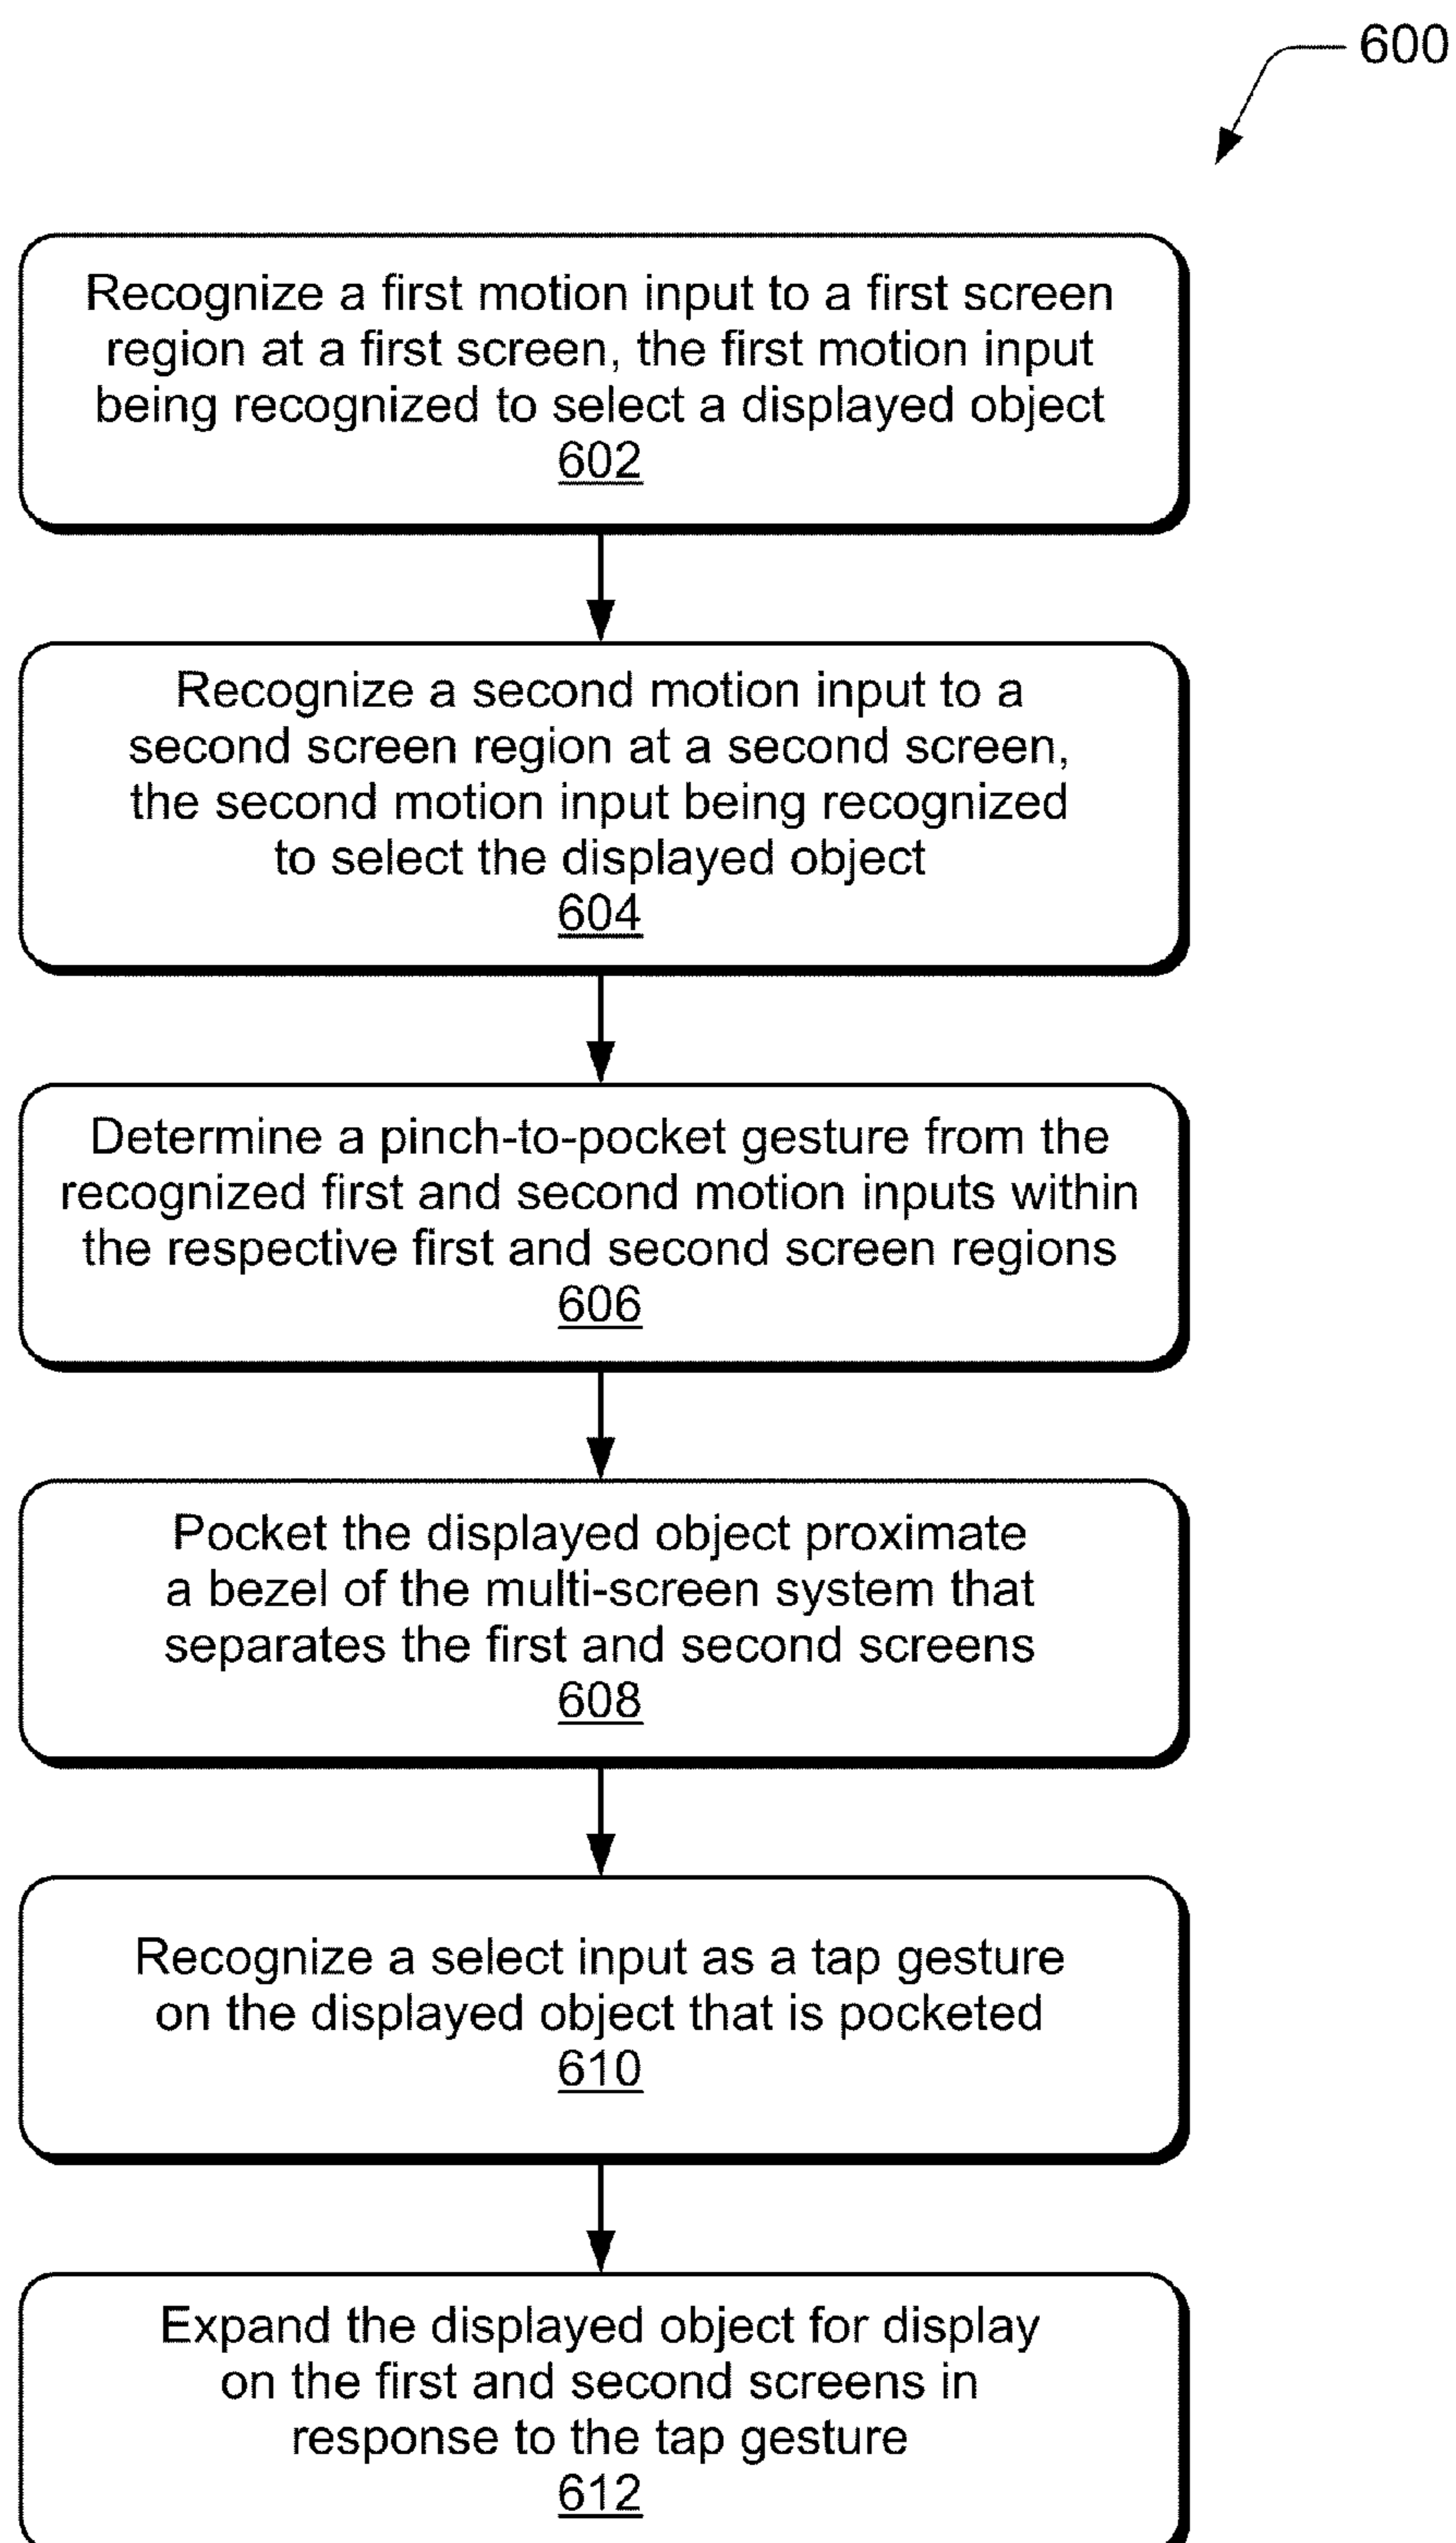 600
Recognize a first motion input to a first screen
region at a first screen, the first motion input
being recognized to select a displayed object
602
Recognize a second motion input to a
second screen region at a second screen,
the second motion input being recognized
to select the displayed object
604
Determine a pinch-to-pocket gesture from the
recognized first and second motion inputs within
the respective first and second screen regions
606
Pocket the displayed object proximate
a bezel of the multi-screen system that
separates the first and second screens
608
Recognize a select input as a tap gesture
on the displayed object that is pocketed
610
Expand the displayed object for display
on the first and second screens in
response to the tap gesture
612